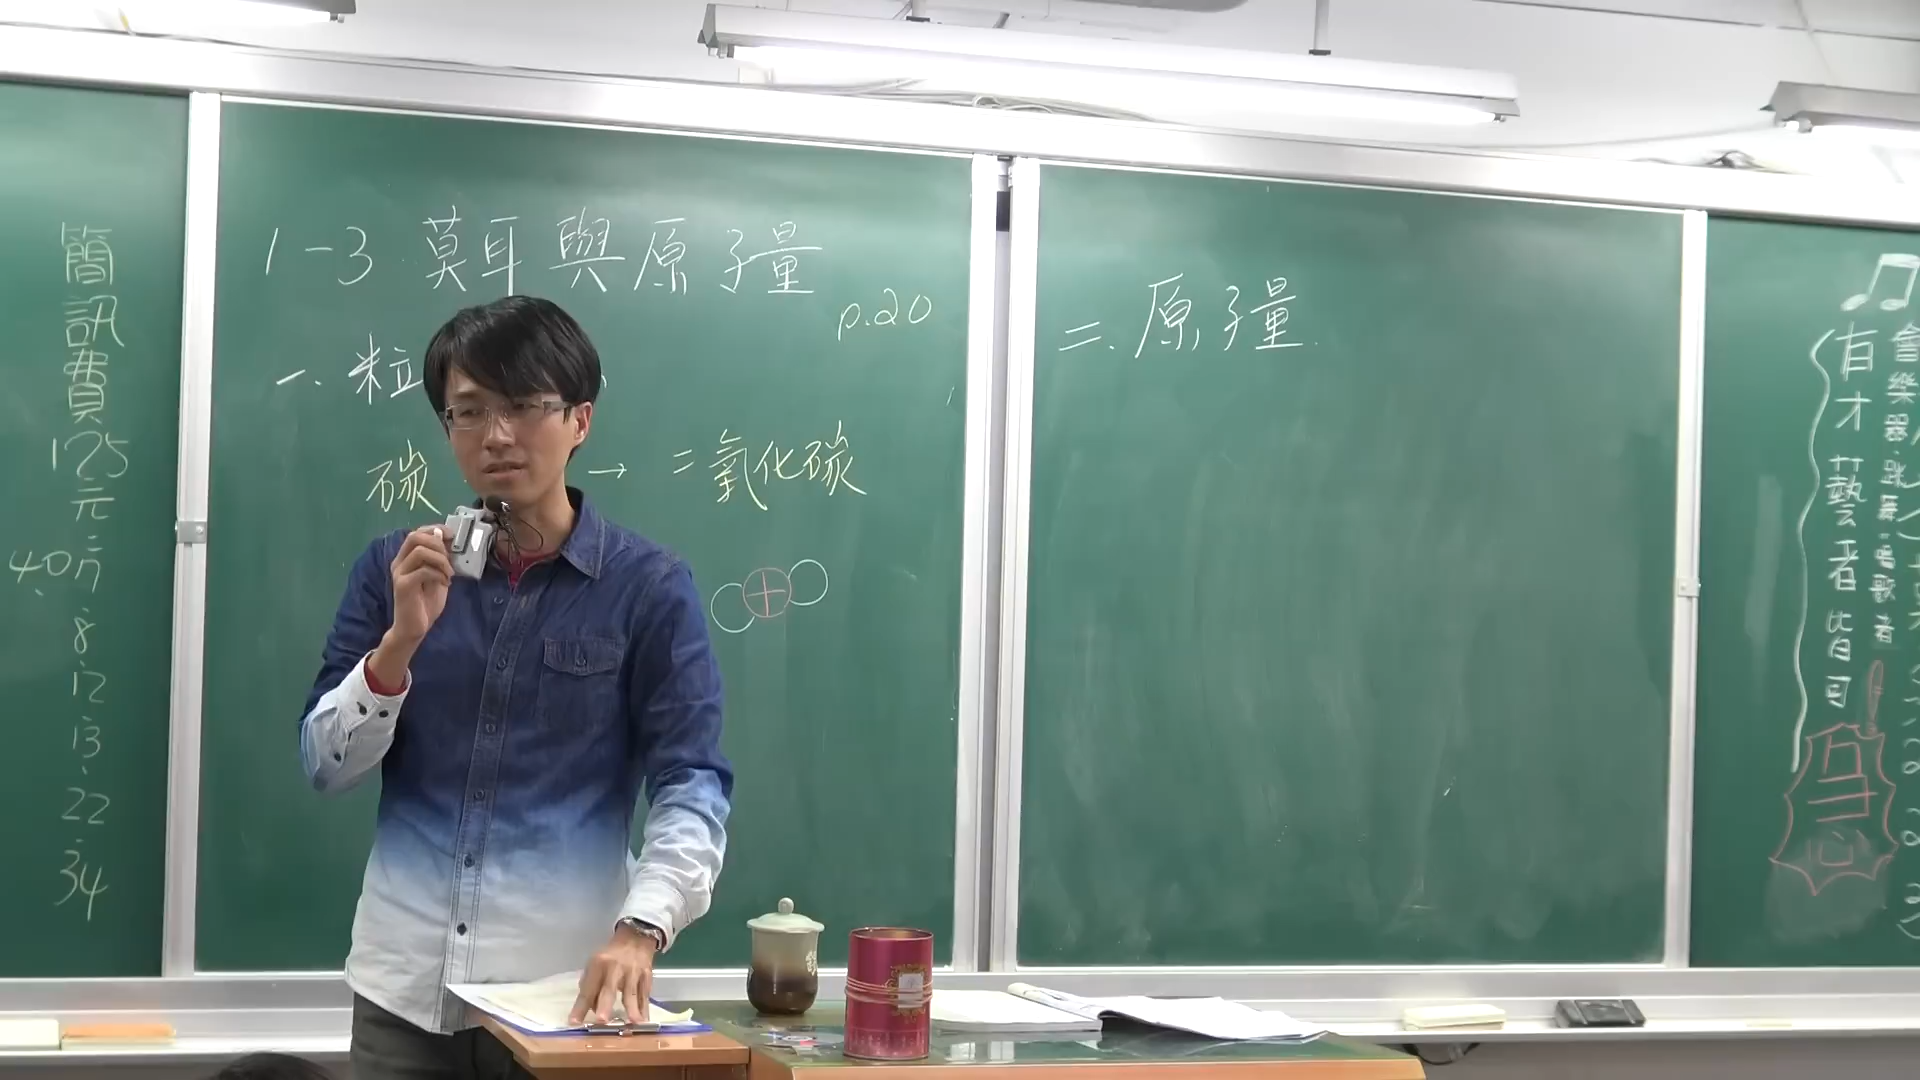 簡訊費
125元
40.
二.
7.
8.
12
13.
22.
34
1-3 莫耳與原子量
p.20
一、粒
碳 → 二氧化碳
二、原子量
有才藝者皆可
會樂器.跳舞.唱歌者